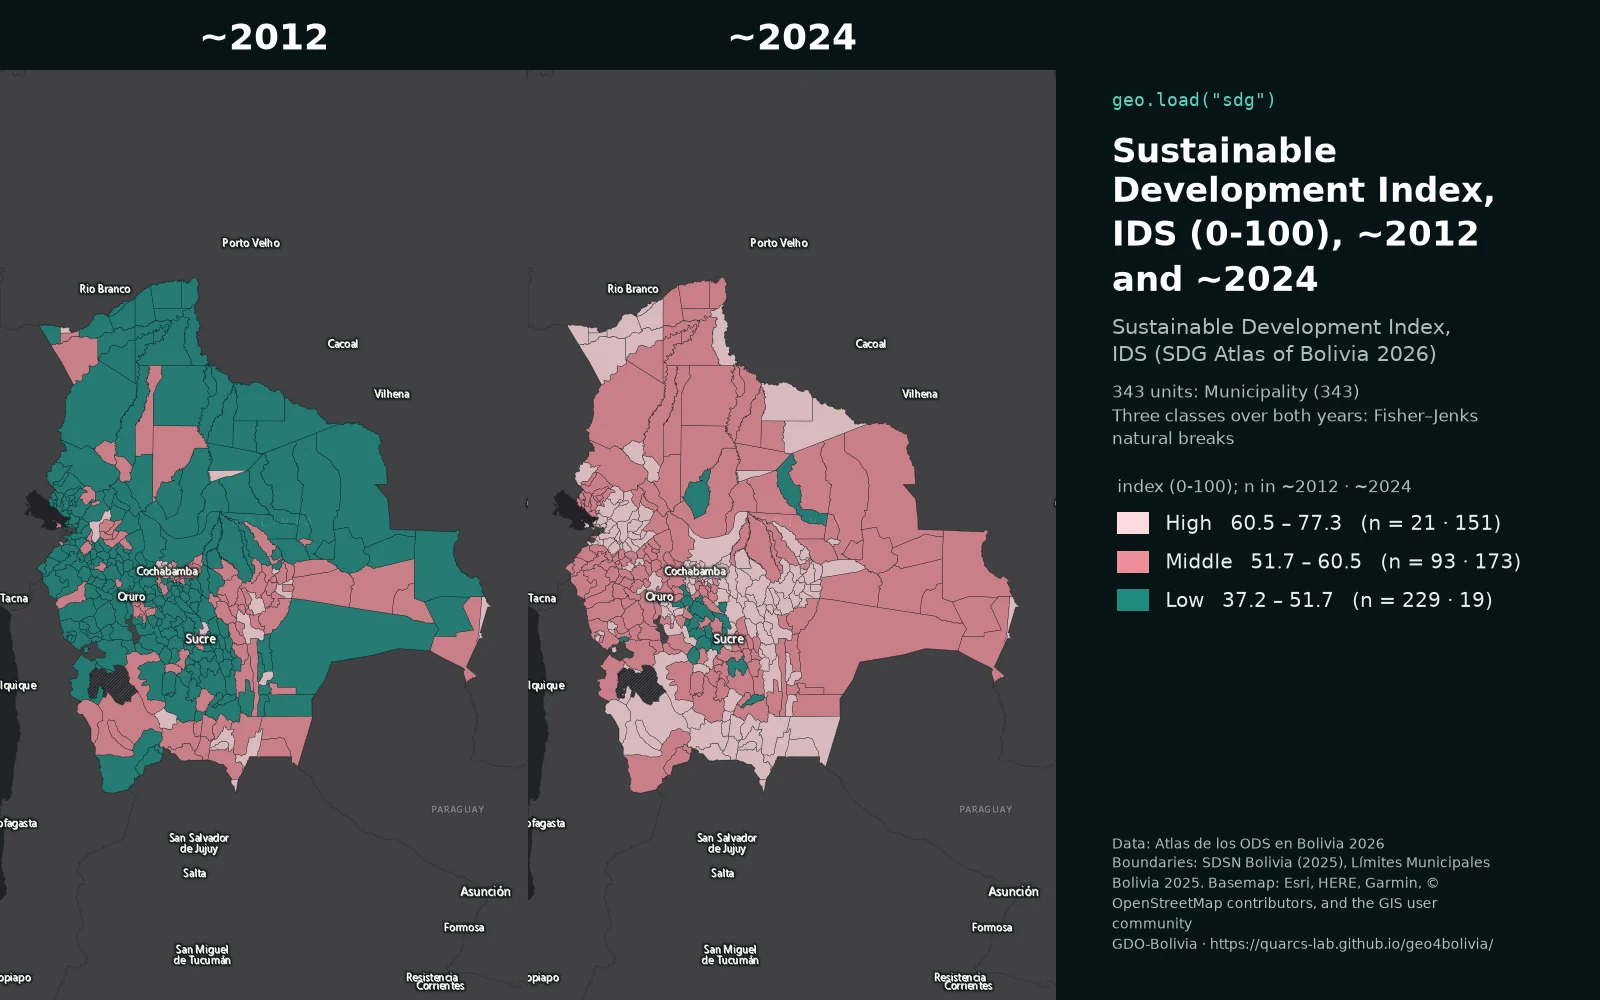 ~2012
~2024
Porto Velho
Rio Branco
Cacoal
Vilhena
Cochabamba
Oruro
Tacna
Sucre
Iquique
PARAGUAY
ofagasta
San Salvador
de Jujuy
Salta
Asunción
Formosa
San Miguel
de Tucumán
opiapo
Resistencia
Corrientes
Porto Velho
Rio Branco
Cacoal
Vilhena
Cochabamba
Oruro
Tacna
Sucre
Iquique
PARAGUAY
ofagasta
San Salvador
de Jujuy
Salta
Asunción
Formosa
San Miguel
de Tucumán
opiapo
Resistencia
Corrientes
geo.load("sdg")
Sustainable
Development Index,
IDS (0-100), ~2012
and ~2024
Sustainable Development Index,
IDS (SDG Atlas of Bolivia 2026)
343 units: Municipality (343)
Three classes over both years: Fisher–Jenks
natural breaks
index (0-100); n in ~2012 · ~2024
High 60.5 – 77.3 (n = 21 · 151)
Middle 51.7 – 60.5 (n = 93 · 173)
Low 37.2 – 51.7 (n = 229 · 19)
Data: Atlas de los ODS en Bolivia 2026
Boundaries: SDSN Bolivia (2025), Límites Municipales
Bolivia 2025. Basemap: Esri, HERE, Garmin, ©
OpenStreetMap contributors, and the GIS user
community
GDO-Bolivia · https://quarcs-lab.github.io/geo4bolivia/